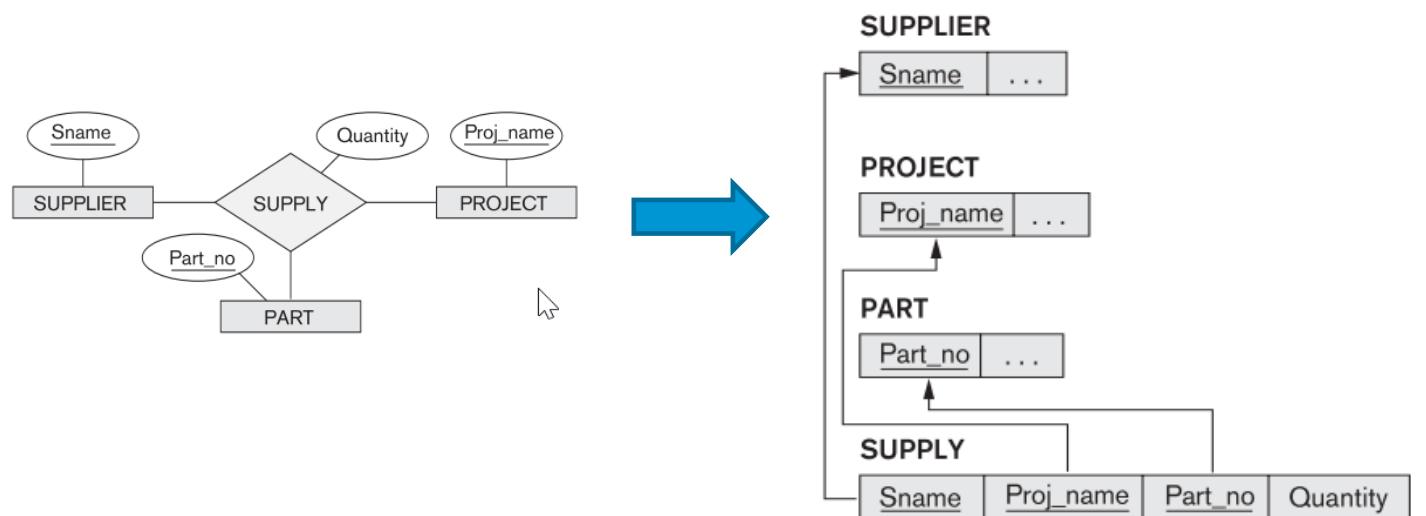 Sname
Quantity
Proj_name
SUPPLIER
SUPPLY
PROJECT
Part_no
PART
SUPPLIER
Sname ...
PROJECT
Proj_name ...
PART
Part_no ...
SUPPLY
Sname Proj_name Part_no Quantity